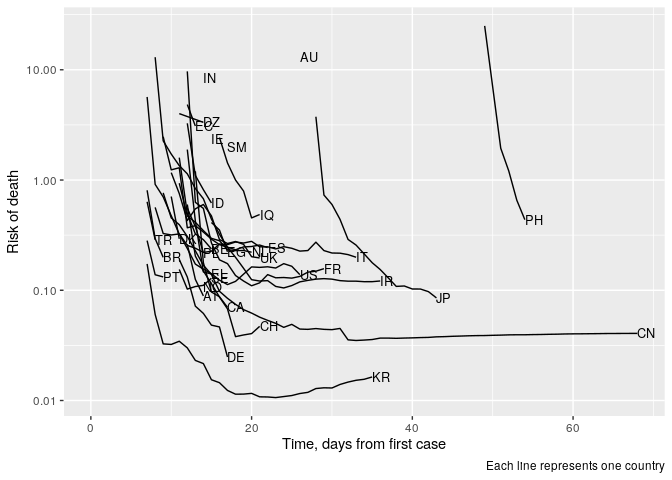 10.00
1.00
0.10
0.01
Risk of death
AU
IN
DZ
EC
IE
SM
ID
IQ
PH
TR
BR
ES
UK
IT
PT
US
FR
IR
AT
CA
JP
CH
CN
DE
KR
0
20
40
60
Time, days from first case
Each line represents one country